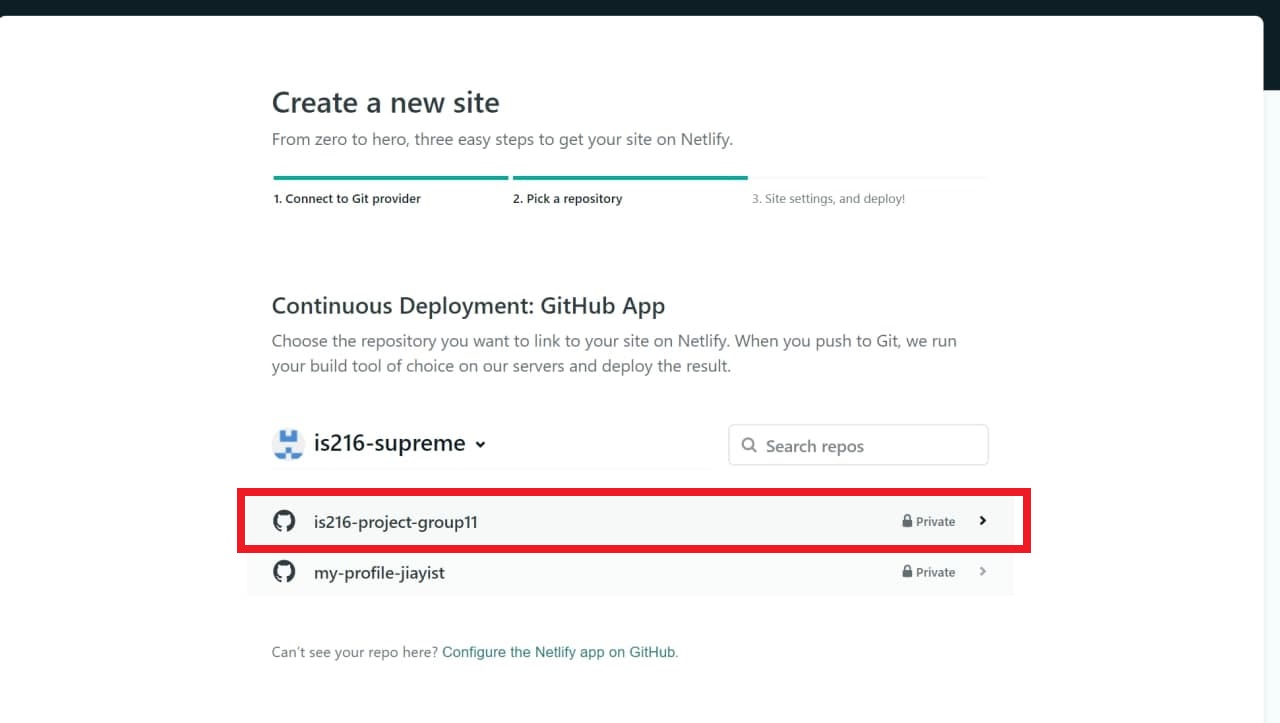 Create a new site
From zero to hero, three easy steps to get your site on Netlify.
1. Connect to Git provider
2. Pick a repository
3. Site settings, and deploy!
Continuous Deployment: GitHub App
Choose the repository you want to link to your site on Netlify. When you push to Git, we run
your build tool of choice on our servers and deploy the result.
is216-supreme
Search repos
is216-project-group11
Private
my-profile-jiayist
Private
Can't see your repo here? Configure the Netlify app on GitHub.